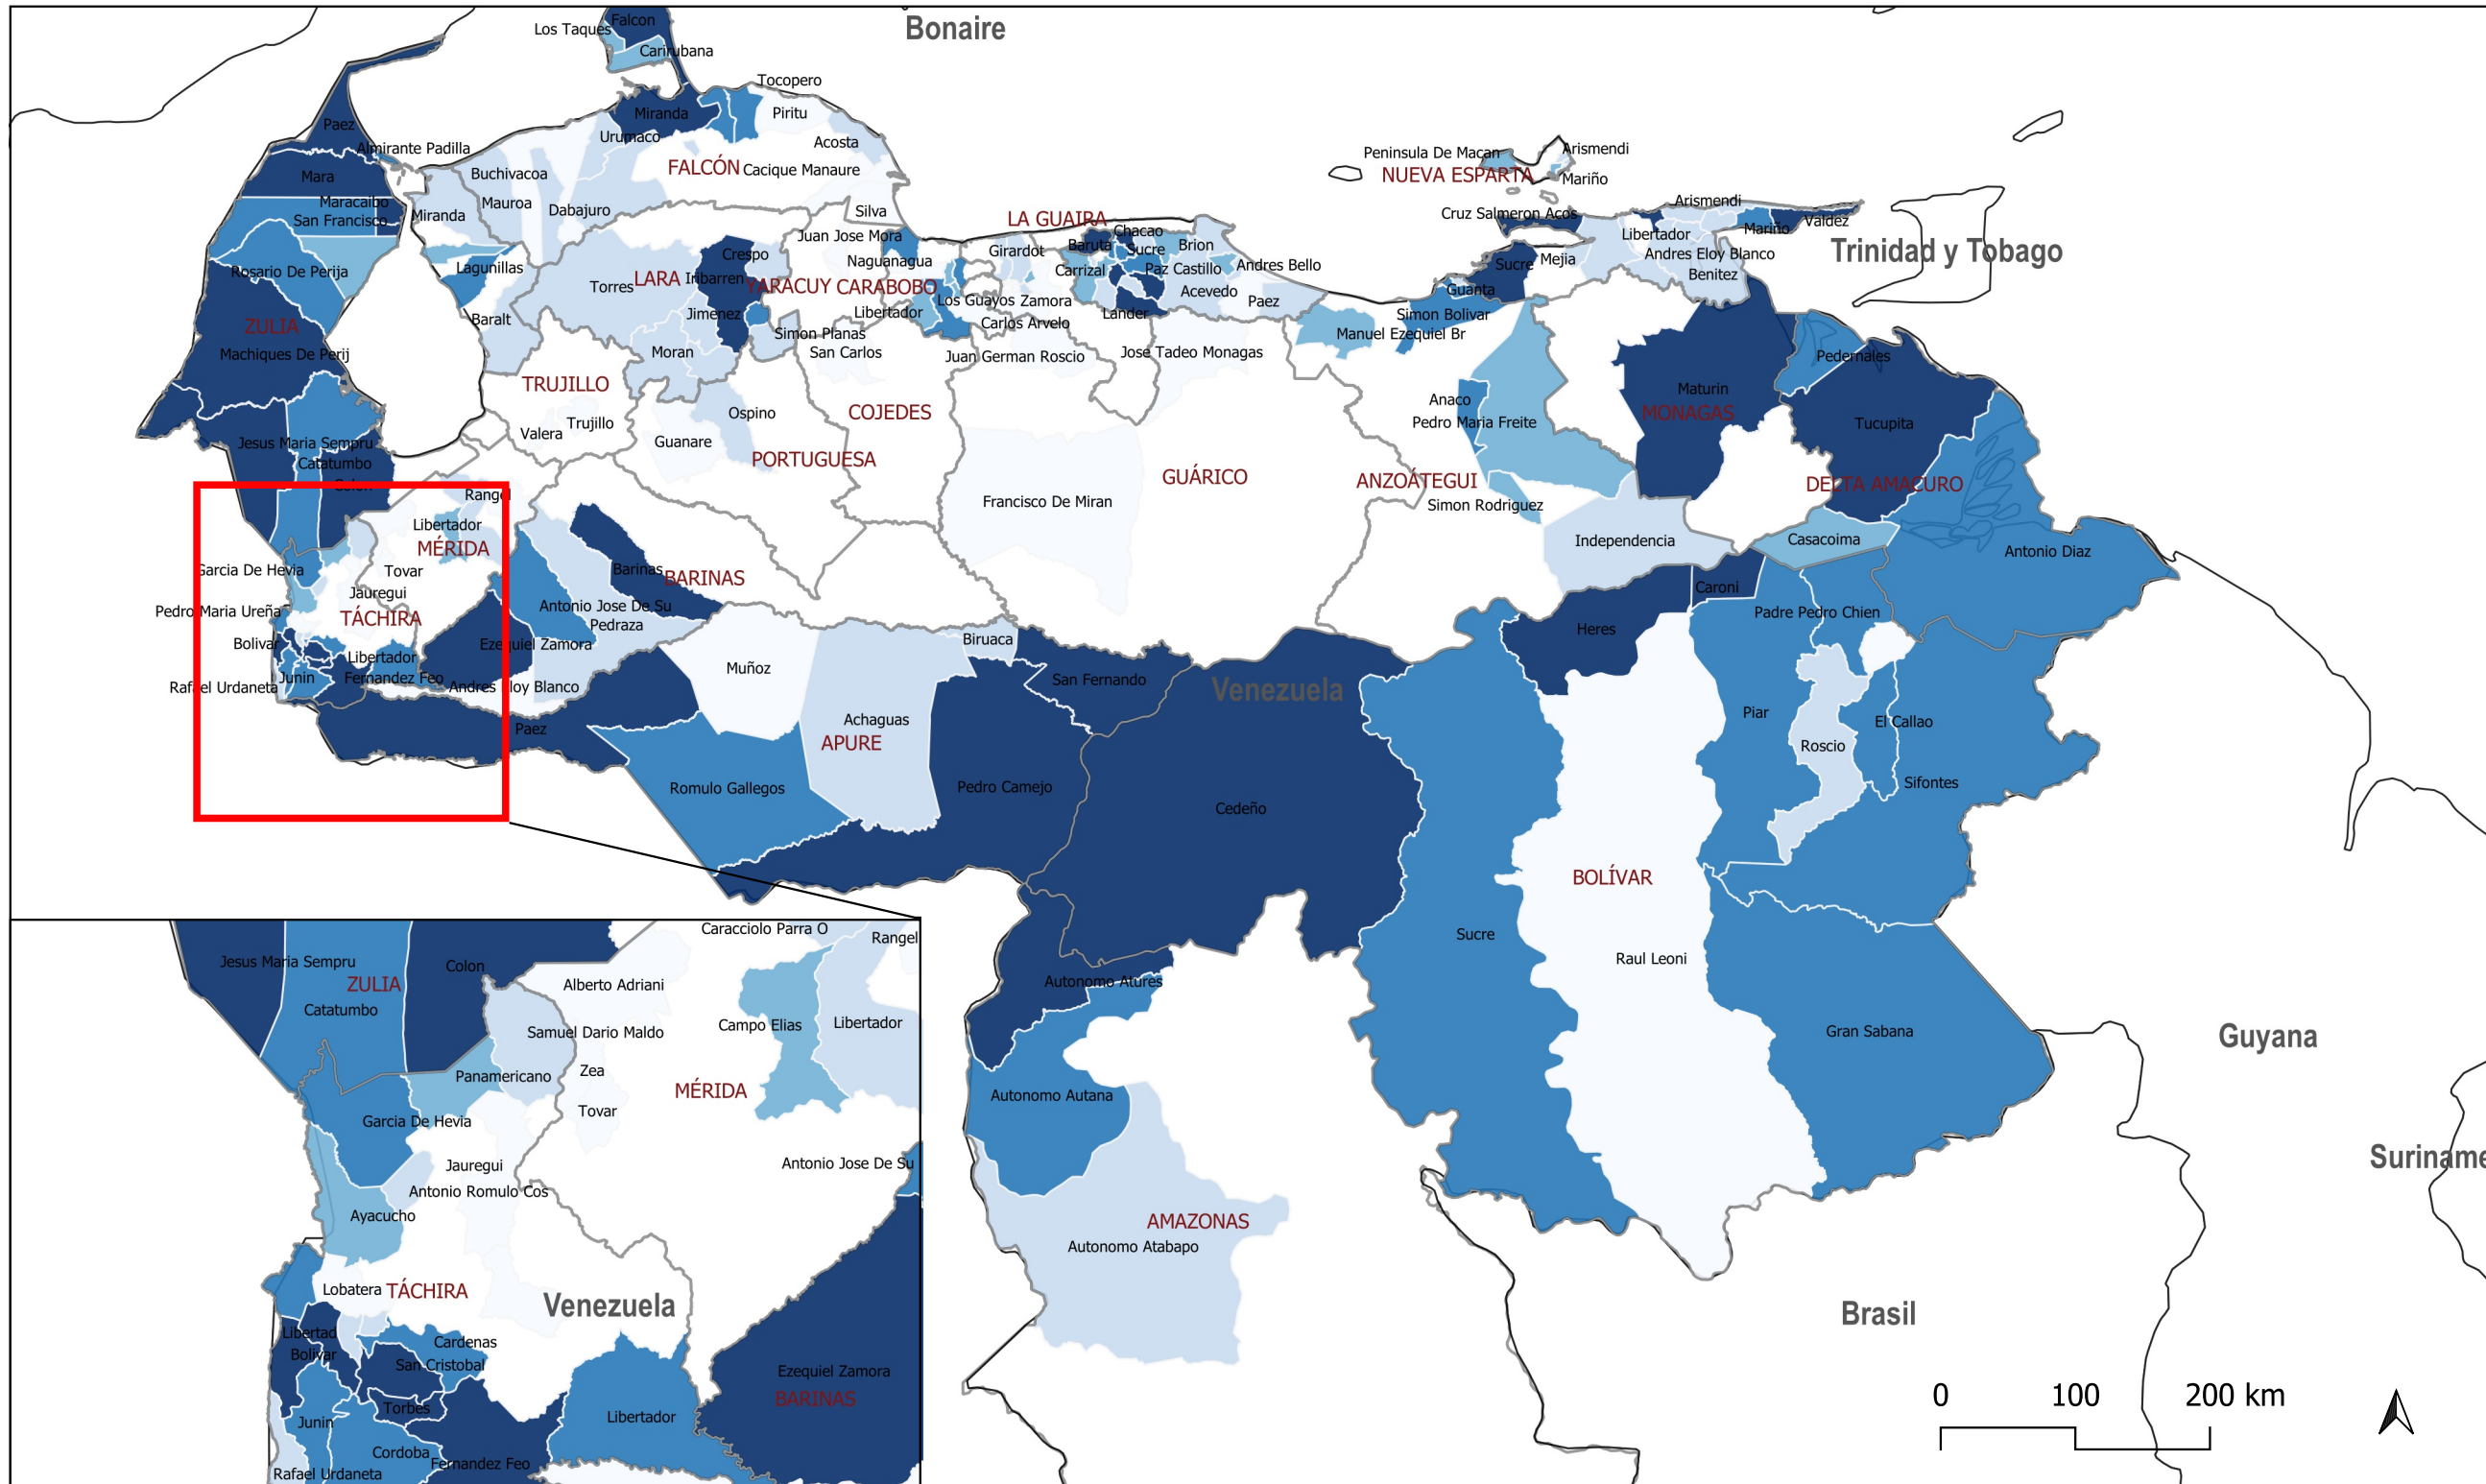 Bonaire
Falcon
Los Taques
Carirubana
Tocopero
Miranda
Piritu
Paez
Urumaco
Acosta
Almirante Padilla
FALCÓN
Cacique Manaure
Peninsula De Macan
Arismendi
NUEVA ESPARTA
Mariño
Mara
Buchivacoa
Maracaibo
Mauroa
Dabajuro
Silva
San Francisco
Miranda
LA GUAIRA
Cruz Salmeron Acos
Arismendi
Valdez
Mariño
Juan Jose Mora
Chacao
Baruta
Sucre
Brion
Libertador
Trinidad y Tobago
Crespo
Naguanagua
Girardot
Andres Eloy Blanco
Mejia
Sucre
Benitez
Rosario De Perija
Lagunillas
Torres
LARA
Iribarren
YARACUY
CARABOBO
Carrizal
Paz Castillo
Andres Bello
Acevedo
Guanta
ZULIA
Baralt
Jimenez
Simon Planas
Libertador
Los Guayos
Zamora
Paez
Lander
Carlos Arvelo
Simon Bolivar
Manuel Ezequiel Br
Machiques De Perij
Moran
San Carlos
Juan German Roscio
Jose Tadeo Monagas
Pedernales
TRUJILLO
Maturin
MONAGAS
Anaco
Ospino
COJEDES
Trujillo
Valera
Guanare
Pedro Maria Freite
Tucupita
Jesus Maria Sempru
Catatumbo
Colon
PORTUGUESA
GUÁRICO
ANZOÁTEGUI
DELTA AMACURO
Rangel
Francisco De Miran
Simon Rodriguez
Libertador
MÉRIDA
Independencia
Casacoima
Antonio Diaz
Garcia De Hevia
Tovar
Barinas
BARINAS
Caroni
Jauregui
Pedro Maria Ureña
TÁCHIRA
Antonio Jose De Su
Pedraza
Padre Pedro Chien
Heres
Bolivar
Ezequiel Zamora
Biruaca
Libertador
Muñoz
San Fernando
Venezuela
Junin
Fernandez Feo
Rafael Urdaneta
Andres Eloy Blanco
Paez
Achaguas
APURE
Piar
El Callao
Roscio
Romulo Gallegos
Pedro Camejo
Cedeño
Sifontes
BOLÍVAR
Sucre
Raul Leoni
Autonomo Atures
Gran Sabana
Guyana
Autonomo Autana
Suriname
AMAZONAS
Autonomo Atabapo
Brasil
0 100 200 km
Caracciolo Parra O
Rangel
Jesus Maria Sempru
ZULIA
Colon
Alberto Adriani
Catatumbo
Samuel Dario Maldo
Campo Elias
Libertador
Panamericano
Zea
MÉRIDA
Garcia De Hevia
Tovar
Jauregui
Antonio Jose De Su
Antonio Romulo Cos
Ayacucho
Lobatera
TÁCHIRA
Venezuela
Libertad
Cardenas
Bolivar
San Cristobal
Ezequiel Zamora
BARINAS
Torbes
Junin
Libertador
Cordoba
Fernandez Feo
Rafael Urdaneta